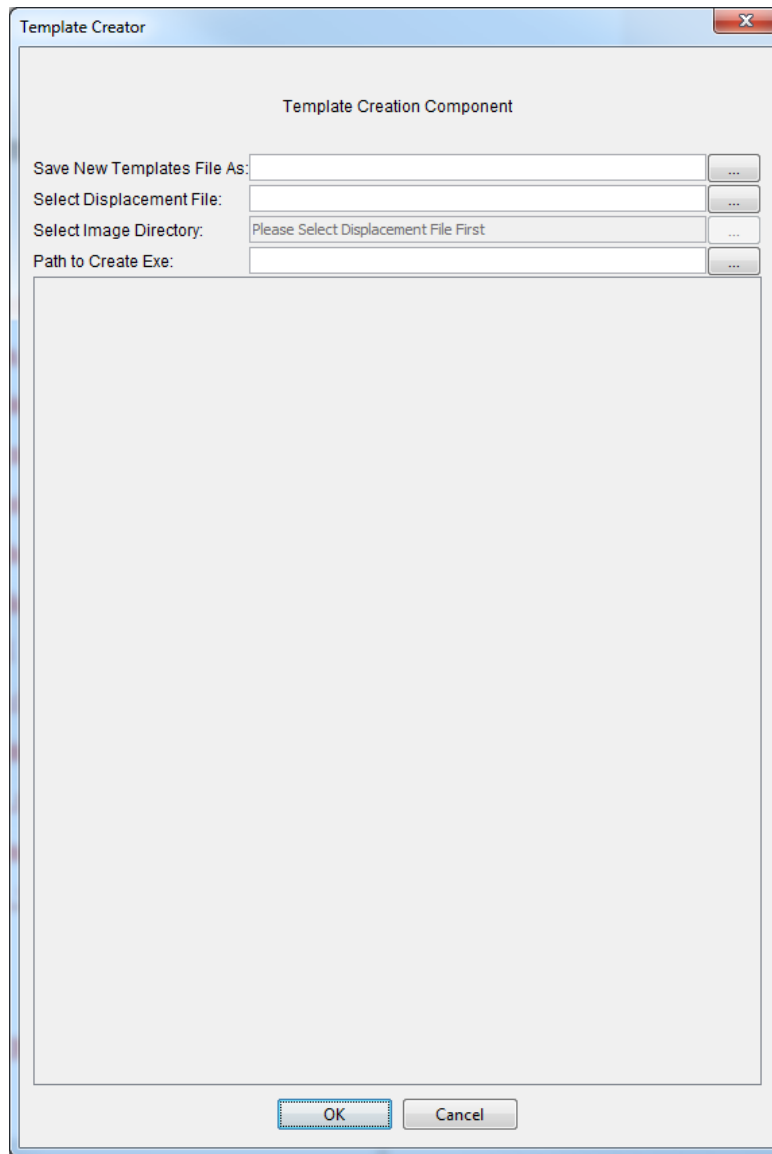 Template Creator
Template Creation Component
Save New Templates File As: ...
Select Displacement File: ...
Select Image Directory: Please Select Displacement File First ...
Path to Create Exe: ...
OK Cancel